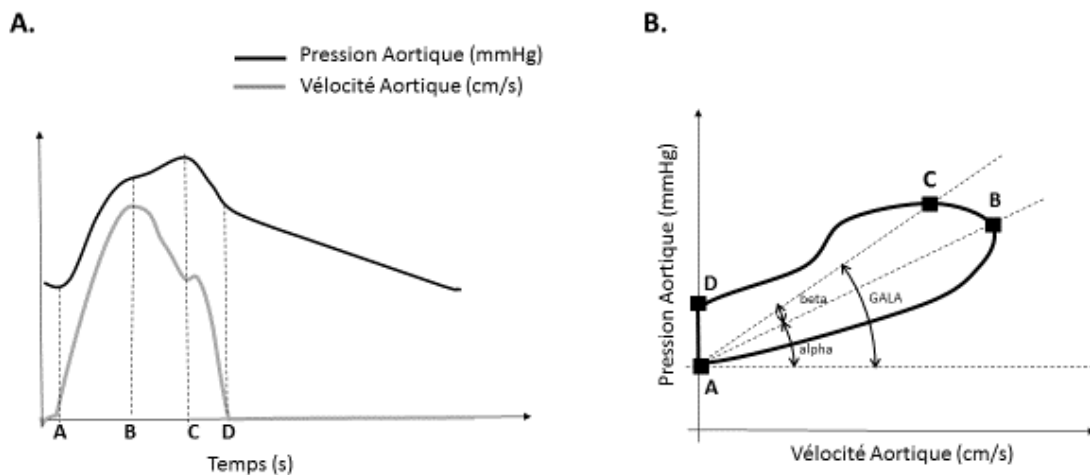 A.
Pression Aortique (mmHg)
Vélocité Aortique (cm/s)
A
B
C
D
Temps (s)
B.
Pression Aortique (mmHg)
C
B
D
beta
GALA
alpha
A
Vélocité Aortique (cm/s)